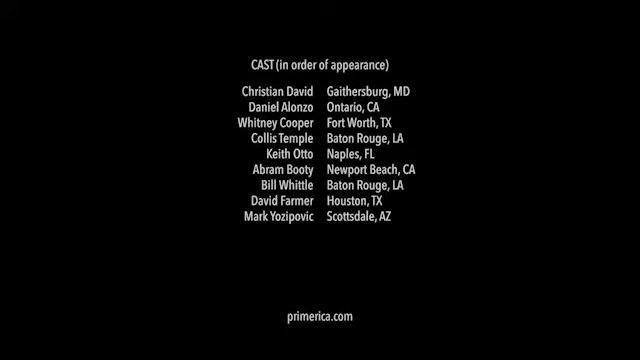 CAST (in order of appearance)
Christian David Gaithersburg, MD
Daniel Alonzo Ontario, CA
Whitney Cooper Fort Worth, TX
Collis Temple Baton Rouge, LA
Keith Otto Naples, FL
Abram Booty Newport Beach, CA
Bill Whittle Baton Rouge, LA
David Farmer Houston, TX
Mark Yozipovic Scottsdale, AZ
primerica.com